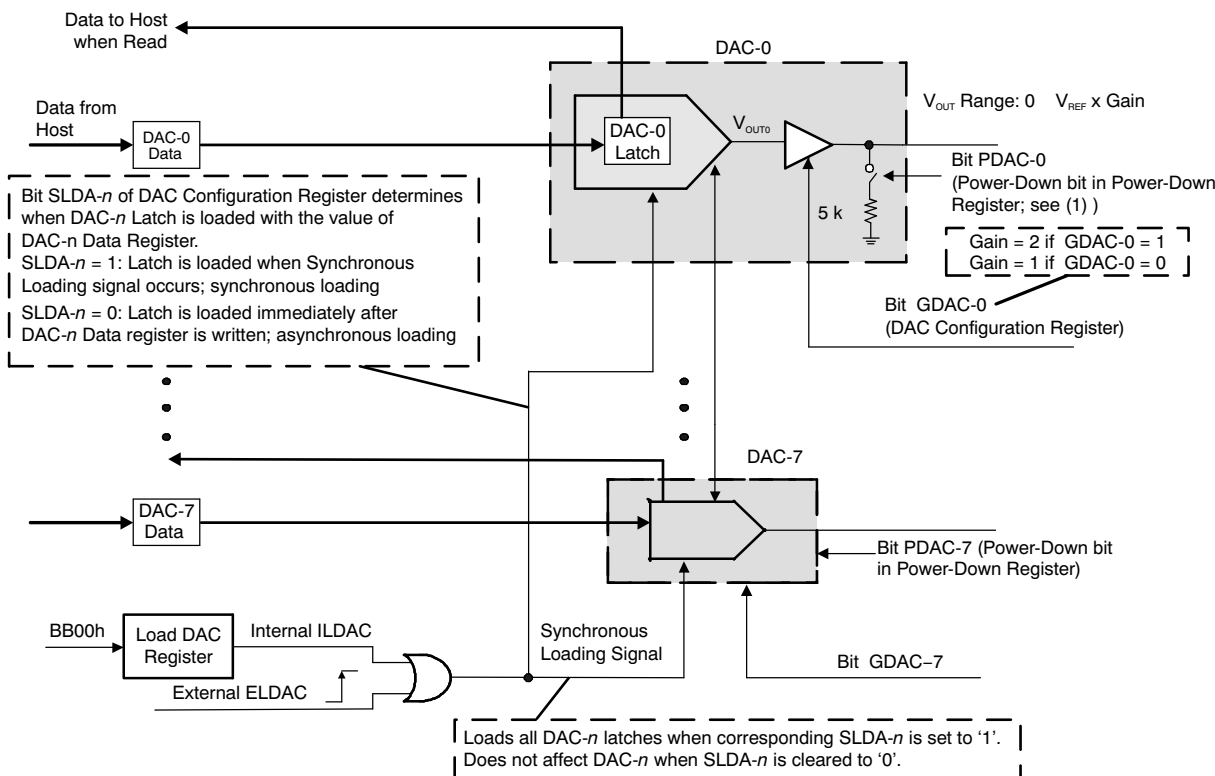 Data to Host
when Read
DAC-0
Data from
Host
DAC-0
Data
DAC-0
Latch
VOUT0
VOUT Range: 0 VREF x Gain
Bit PDAC-0
(Power-Down bit in Power-Down
Register; see (1) )
5 k
Gain = 2 if GDAC-0 = 1
Gain = 1 if GDAC-0 = 0
Bit GDAC-0
(DAC Configuration Register)
Bit SLDA-n of DAC Configuration Register determines
when DAC-n Latch is loaded with the value of
DAC-n Data Register.
SLDA-n = 1: Latch is loaded when Synchronous
Loading signal occurs; synchronous loading
SLDA-n = 0: Latch is loaded immediately after
DAC-n Data register is written; asynchronous loading
DAC-7
DAC-7
Data
Bit PDAC-7 (Power-Down bit
in Power-Down Register)
BB00h
Load DAC
Register
Internal ILDAC
External ELDAC
Synchronous
Loading Signal
Bit GDAC–7
Loads all DAC-n latches when corresponding SLDA-n is set to ‘1’.
Does not affect DAC-n when SLDA-n is cleared to ‘0’.